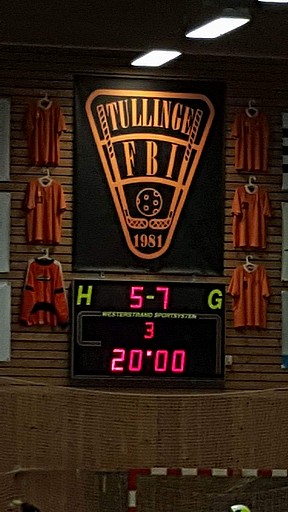 TULLINGE
FBI
1981
H 5-7 G
WESTERSTRAND SPORTSYSTEM
3
20:00